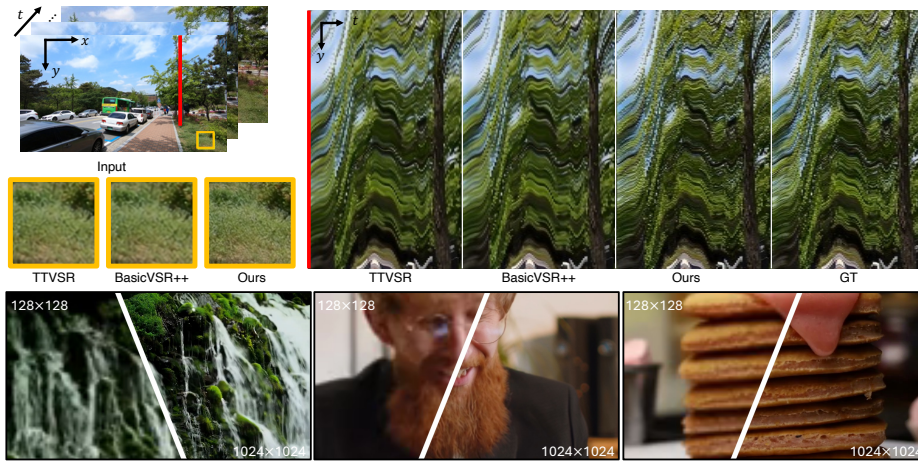 t
x
y
Input
TTVSR
BasicVSR++
Ours
t
y
TTVSR
BasicVSR++
Ours
GT
128×128
1024×1024
128×128
1024×1024
128×128
1024×1024